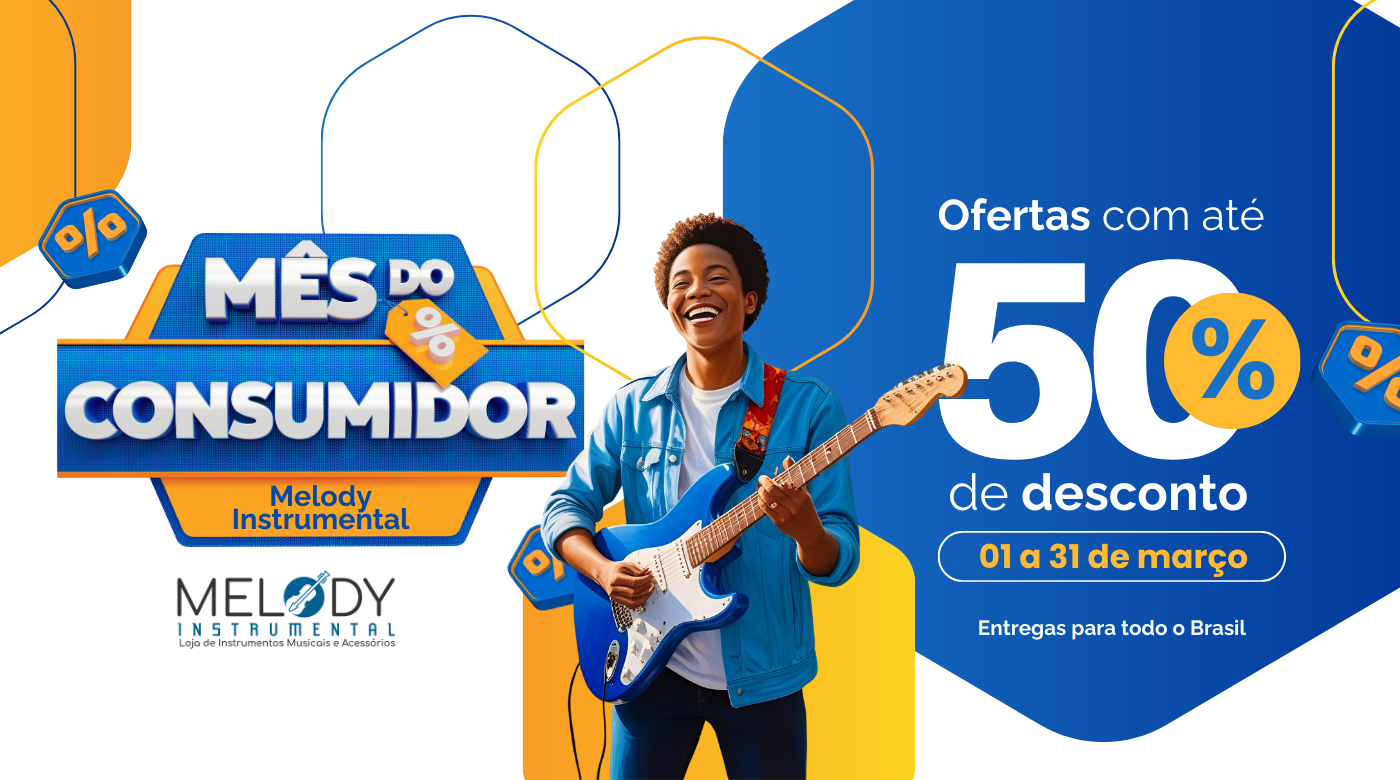 MÊS DO
%
CONSUMIDOR
Melody
Instrumental
MELODY
INSTRUMENTAL
Loja de Instrumentos Musicais e Acessórios
Ofertas com até
50%
de desconto
01 a 31 de março
Entregas para todo o Brasil
%
%
%